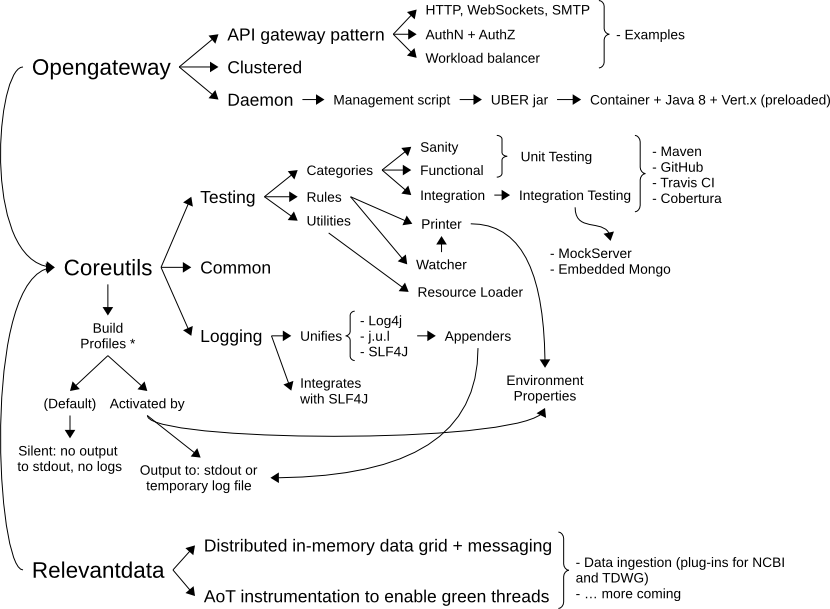 HTTP, WebSockets, SMTP
API gateway pattern
AuthN + AuthZ
- Examples
Workload balancer
Opengateway
Clustered
Daemon
Management script
UBER jar
Container + Java 8 + Vert.x (preloaded)
Sanity
Categories
Functional
Unit Testing
- Maven
- GitHub
- Travis CI
- Cobertura
Testing
Rules
Integration
Integration Testing
Utilities
Printer
- MockServer
- Embedded Mongo
Watcher
Coreutils
Common
Resource Loader
Build
Profiles *
Logging
Unifies
- Log4j
- j.u.l
- SLF4J
Appenders
Integrates
with SLF4J
Environment
Properties
(Default)
Activated by
Silent: no output
to stdout, no logs
Output to: stdout or
temporary log file
Relevantdata
Distributed in-memory data grid + messaging
AoT instrumentation to enable green threads
- Data ingestion (plug-ins for NCBI
and TDWG)
- … more coming